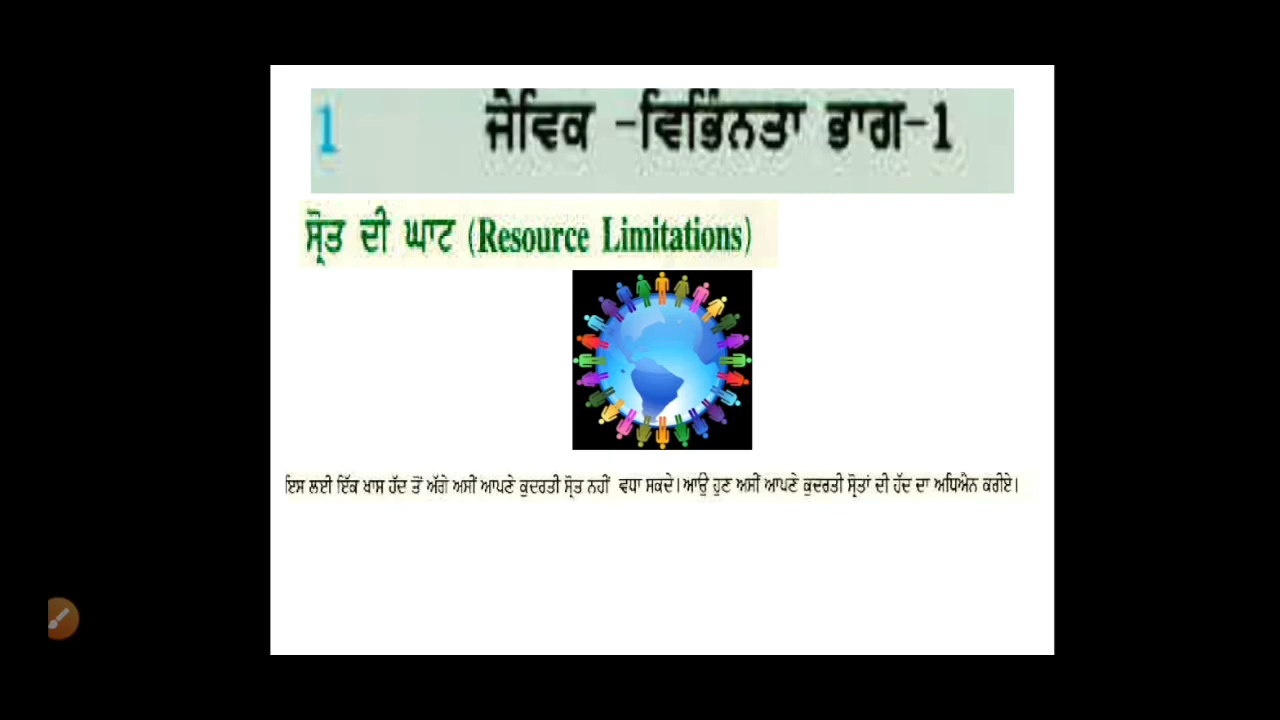 1 ਜੈਵਿਕ -ਵਿਭਿੰਨਤਾ ਭਾਗ-1
ਸ੍ਰੋਤ ਦੀ ਘਾਟ (Resource Limitations)
ਇਸ ਲਈ ਇੱਕ ਖਾਸ ਹੱਦ ਤੋਂ ਅੱਗੇ ਅਸੀਂ ਆਪਣੇ ਕੁਦਰਤੀ ਸ੍ਰੋਤ ਨਹੀਂ ਵਧਾ ਸਕਦੇ। ਆਉ ਹੁਣ ਅਸੀਂ ਆਪਣੇ ਕੁਦਰਤੀ ਸ੍ਰੋਤਾਂ ਦੀ ਹੱਦ ਦਾ ਅਧਿਐਨ ਕਰੀਏ।